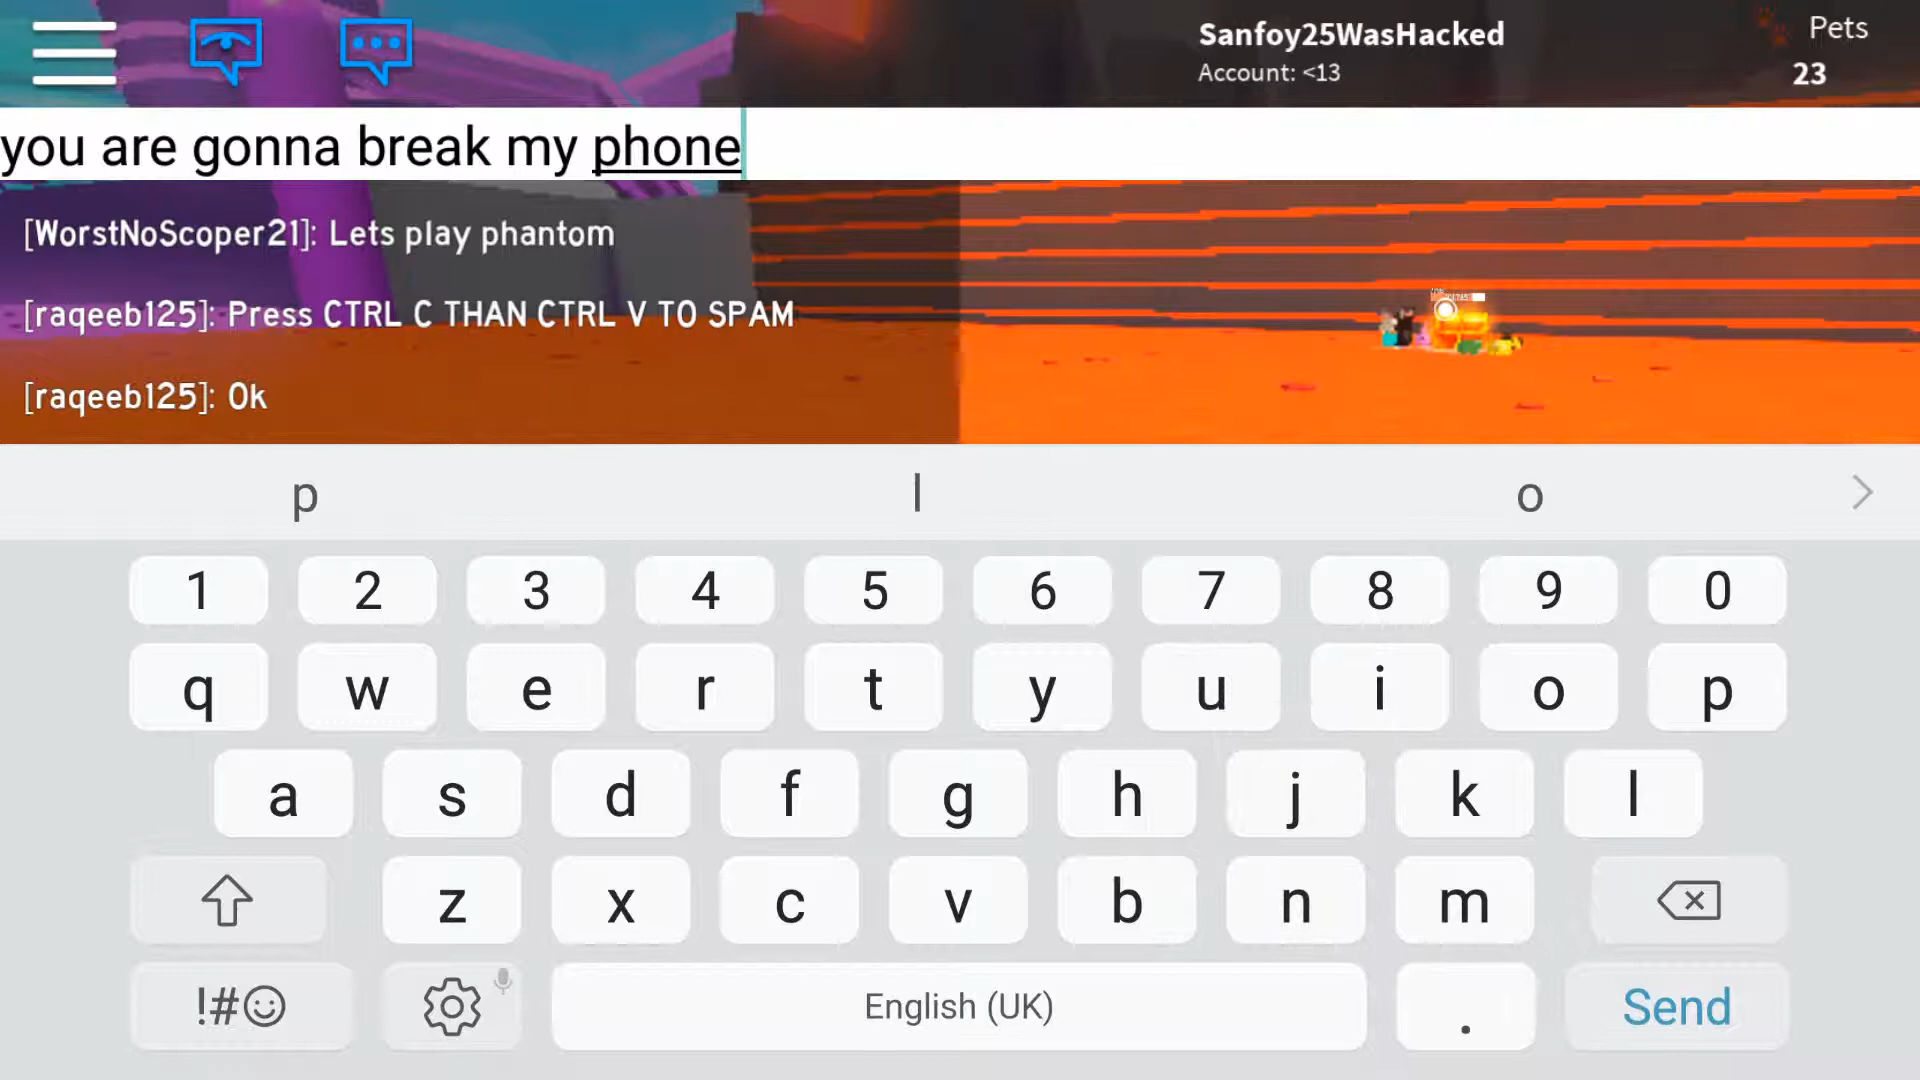 Sanfoy25WasHacked
Account: <13
Pets
23
you are gonna break my phone
[WorstNoScoper21]: Lets play phantom
[raqeeb125]: Press CTRL C THAN CTRL V TO SPAM
[raqeeb125]: Ok
p l o
1 2 3 4 5 6 7 8 9 0
q w e r t y u i o p
a s d f g h j k l
z x c v b n m
!#☺ English (UK) . Send